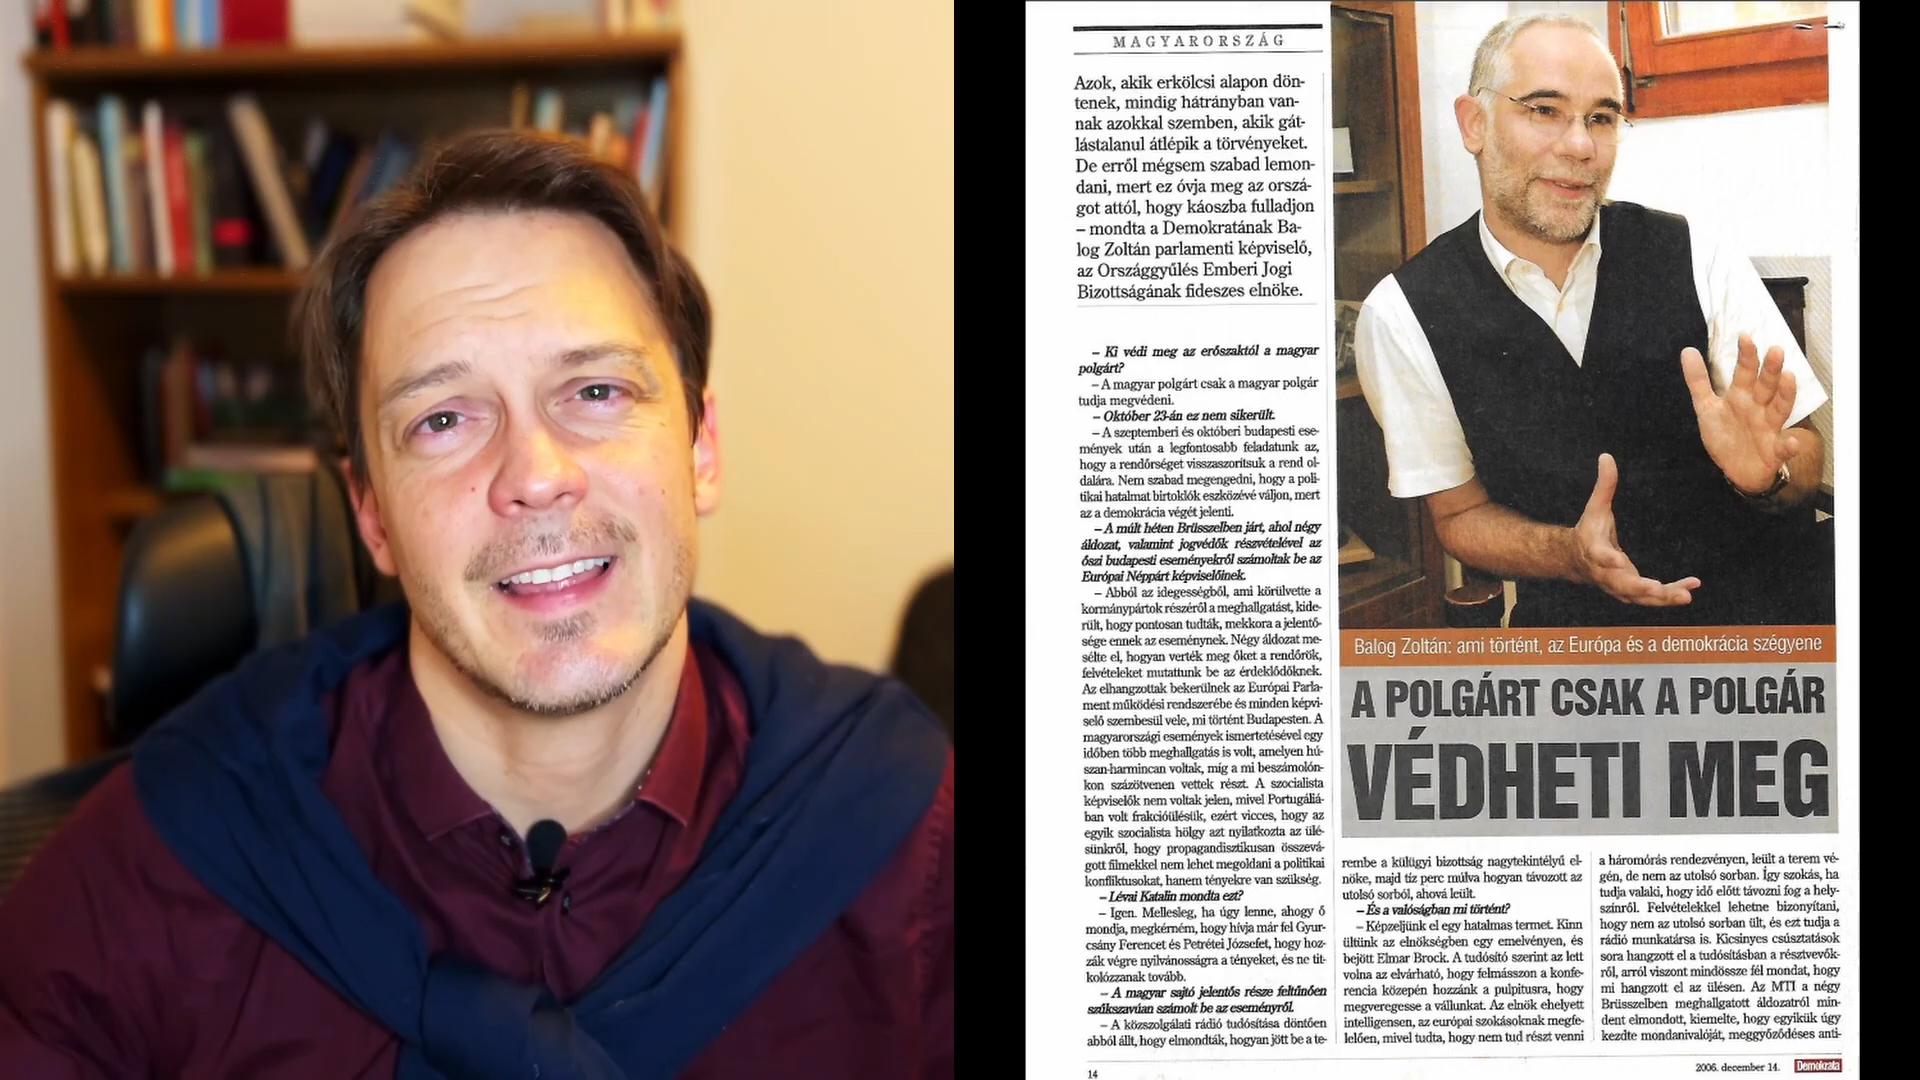 MAGYARORSZÁG
Azok, akik erkölcsi alapon dön-
tenek, mindig hátrányban van-
nak azokkal szemben, akik gát-
lástalanul átlépik a törvényeket.
De erről mégsem szabad lemon-
dani, mert ez óvja meg az orszá-
got attól, hogy káoszba fulladjon
– mondta a Demokratának Ba-
log Zoltán parlamenti képviselő,
az Országgyűlés Emberi Jogi
Bizottságának fideszes elnöke.
– Ki védi meg az erőszaktól a magyar
polgárt?
– A magyar polgárt csak a magyar polgár
tudja megvédeni.
– Október 23-án ez nem sikerült.
– A szeptemberi és októberi budapesti ese-
mények után a legfontosabb feladatunk az,
hogy a rendőrséget visszaszorítsuk a rend ol-
dalára. Nem szabad megengedni, hogy a poli-
tikai hatalmat birtoklók eszközévé váljon, mert
az a demokrácia végét jelenti.
– A múlt héten Brüsszelben járt, ahol négy
áldozat, valamint jogvédők részvételével az
őszi budapesti eseményekről számoltak be az
Európai Néppárt képviselőinek.
– Abból az idegességből, ami körülvette a
kormánypártok részéről a meghallgatást, kide-
rült, hogy pontosan tudták, mekkora a jelentő-
sége ennek az eseménynek. Négy áldozat me-
sélte el, hogyan verték meg őket a rendőrök,
felvételeket mutattunk be az érdeklődőknek.
Az elhangzottak bekerülnek az Európai Parla-
ment működési rendszerébe és minden képvi-
selő szembesül vele, mi történt Budapesten. A
magyarországi események ismertetésével egy
időben több meghallgatás is volt, amelyen hú-
szan-harmincan voltak, míg a mi beszámolón-
kon százötvenen vettek részt. A szocialista
képviselők nem voltak jelen, mivel Portugáliá-
ban volt frakcióülésük, ezért vicces, hogy az
egyik szocialista hölgy azt nyilatkozta az ülé-
sünkről, hogy propagandisztikusan összevá-
gott filmekkel nem lehet megoldani a politikai
konfliktusokat, hanem tényekre van szükség.
– Lévai Katalin mondta ezt?
– Igen. Mellesleg, ha úgy lenne, ahogy ő
mondja, megkérném, hogy hívja már fel Gyur-
csány Ferencet és Petrétei Józsefet, hogy hoz-
zák végre nyilvánosságra a tényeket, és ne tit-
kolózzanak tovább.
– A magyar sajtó jelentős része feltűnően
szűkszavúan számolt be az eseményről.
– A közszolgálati rádió tudósítása döntően
abból állt, hogy elmondták, hogyan jött be a te-
Balog Zoltán: ami történt, az Európa és a demokrácia szégyene
A POLGÁRT CSAK A POLGÁR
VÉDHETI MEG
rembe a külügyi bizottság nagytekintélyű el-
nöke, majd tíz perc múlva hogyan távozott az
utolsó sorból, ahová leült.
– És a valóságban mi történt?
– Képzeljünk el egy hatalmas termet. Kinn
ültünk az elnökségben egy emelvényen, és
bejött Elmar Brock. A tudósító szerint az lett
volna az elvárható, hogy felmásszon a konfe-
rencia közepén hozzánk a pulpitusra, hogy
megveregesse a vállunkat. Az elnök ehelyett
intelligensen, az európai szokásoknak megfe-
lelően, mivel tudta, hogy nem tud részt venni
a háromórás rendezvényen, leült a terem vé-
gén, de nem az utolsó sorban. Így szokás, ha
tudja valaki, hogy idő előtt távozni fog a hely-
színről. Felvételekkel lehetne bizonyítani,
hogy nem az utolsó sorban ült, és ezt tudja a
rádió munkatársa is. Kicsinyes csúsztatások
sora hangzott el a tudósításban a résztvevők-
ről, arról viszont mindössze fél mondat, hogy
mi hangzott el az ülésen. Az MTI a négy
Brüsszelben meghallgatott áldozatról min-
dent elmondott, kiemelte, hogy egyikük úgy
kezdte mondanivalóját, meggyőződéses anti-
14
2006. december 14. Demokrata